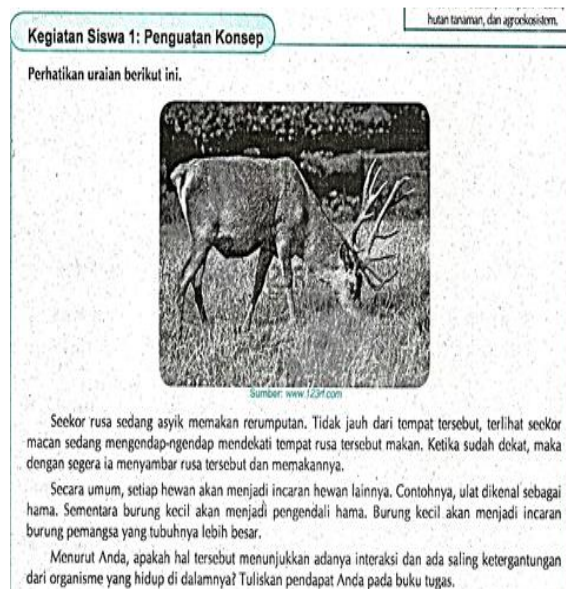 hutan tanaman, dan agroekosistem.
Kegiatan Siswa 1: Penguatan Konsep
Perhatikan uraian berikut ini.
Sumber: www.123rf.com
Seekor rusa sedang asyik memakan rerumputan. Tidak jauh dari tempat tersebut, terlihat seekor
macan sedang mengendap-ngendap mendekati tempat rusa tersebut makan. Ketika sudah dekat, maka
dengan segera ia menyambar rusa tersebut dan memakannya.
Secara umum, setiap hewan akan menjadi incaran hewan lainnya. Contohnya, ulat dikenal sebagai
hama. Sementara burung kecil akan menjadi pengendali hama. Burung kecil akan menjadi incaran
burung pemangsa yang tubuhnya lebih besar.
Menurut Anda, apakah hal tersebut menunjukkan adanya interaksi dan ada saling ketergantungan
dari organisme yang hidup di dalamnya? Tuliskan pendapat Anda pada buku tugas.